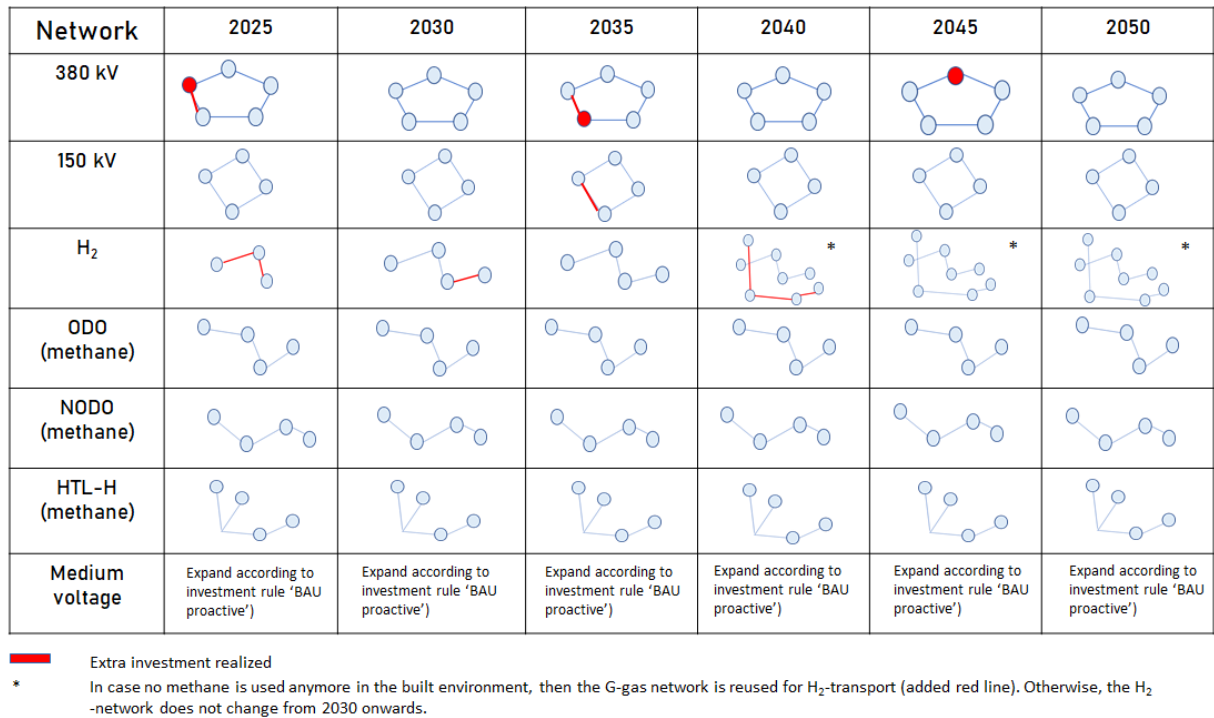 Network 2025 2030 2035 2040 2045 2050
380 kV
150 kV
H₂ * * *
ODO
(methane)
NODO
(methane)
HTL-H
(methane)
Medium
voltage
Expand according to
investment rule ‘BAU
proactive’)
Expand according to
investment rule ‘BAU
proactive’)
Expand according to
investment rule ‘BAU
proactive’)
Expand according to
investment rule ‘BAU
proactive’)
Expand according to
investment rule ‘BAU
proactive’)
Expand according to
investment rule ‘BAU
proactive’)
Extra investment realized
* In case no methane is used anymore in the built environment, then the G-gas network is reused for H₂-transport (added red line). Otherwise, the H₂
-network does not change from 2030 onwards.